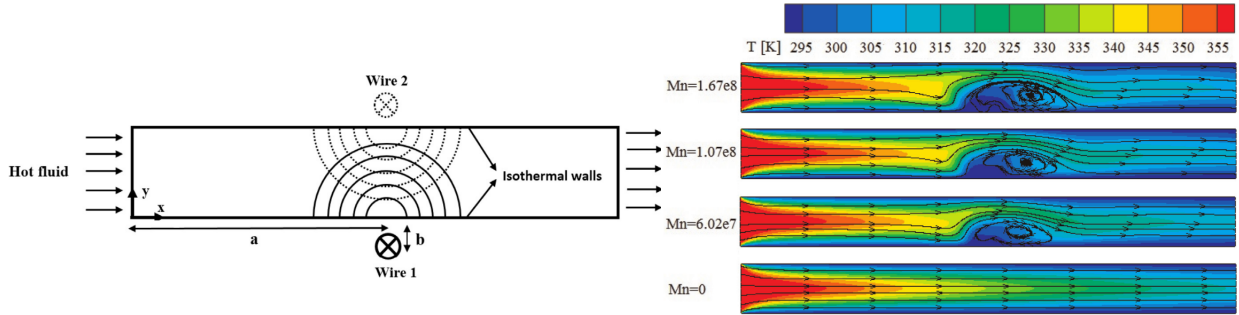 Wire 2
Hot fluid
y
x
Isothermal walls
a
b
Wire 1
T [K] 295 300 305 310 315 320 325 330 335 340 345 350 355
Mn=1.67e8
Mn=1.07e8
Mn=6.02e7
Mn=0